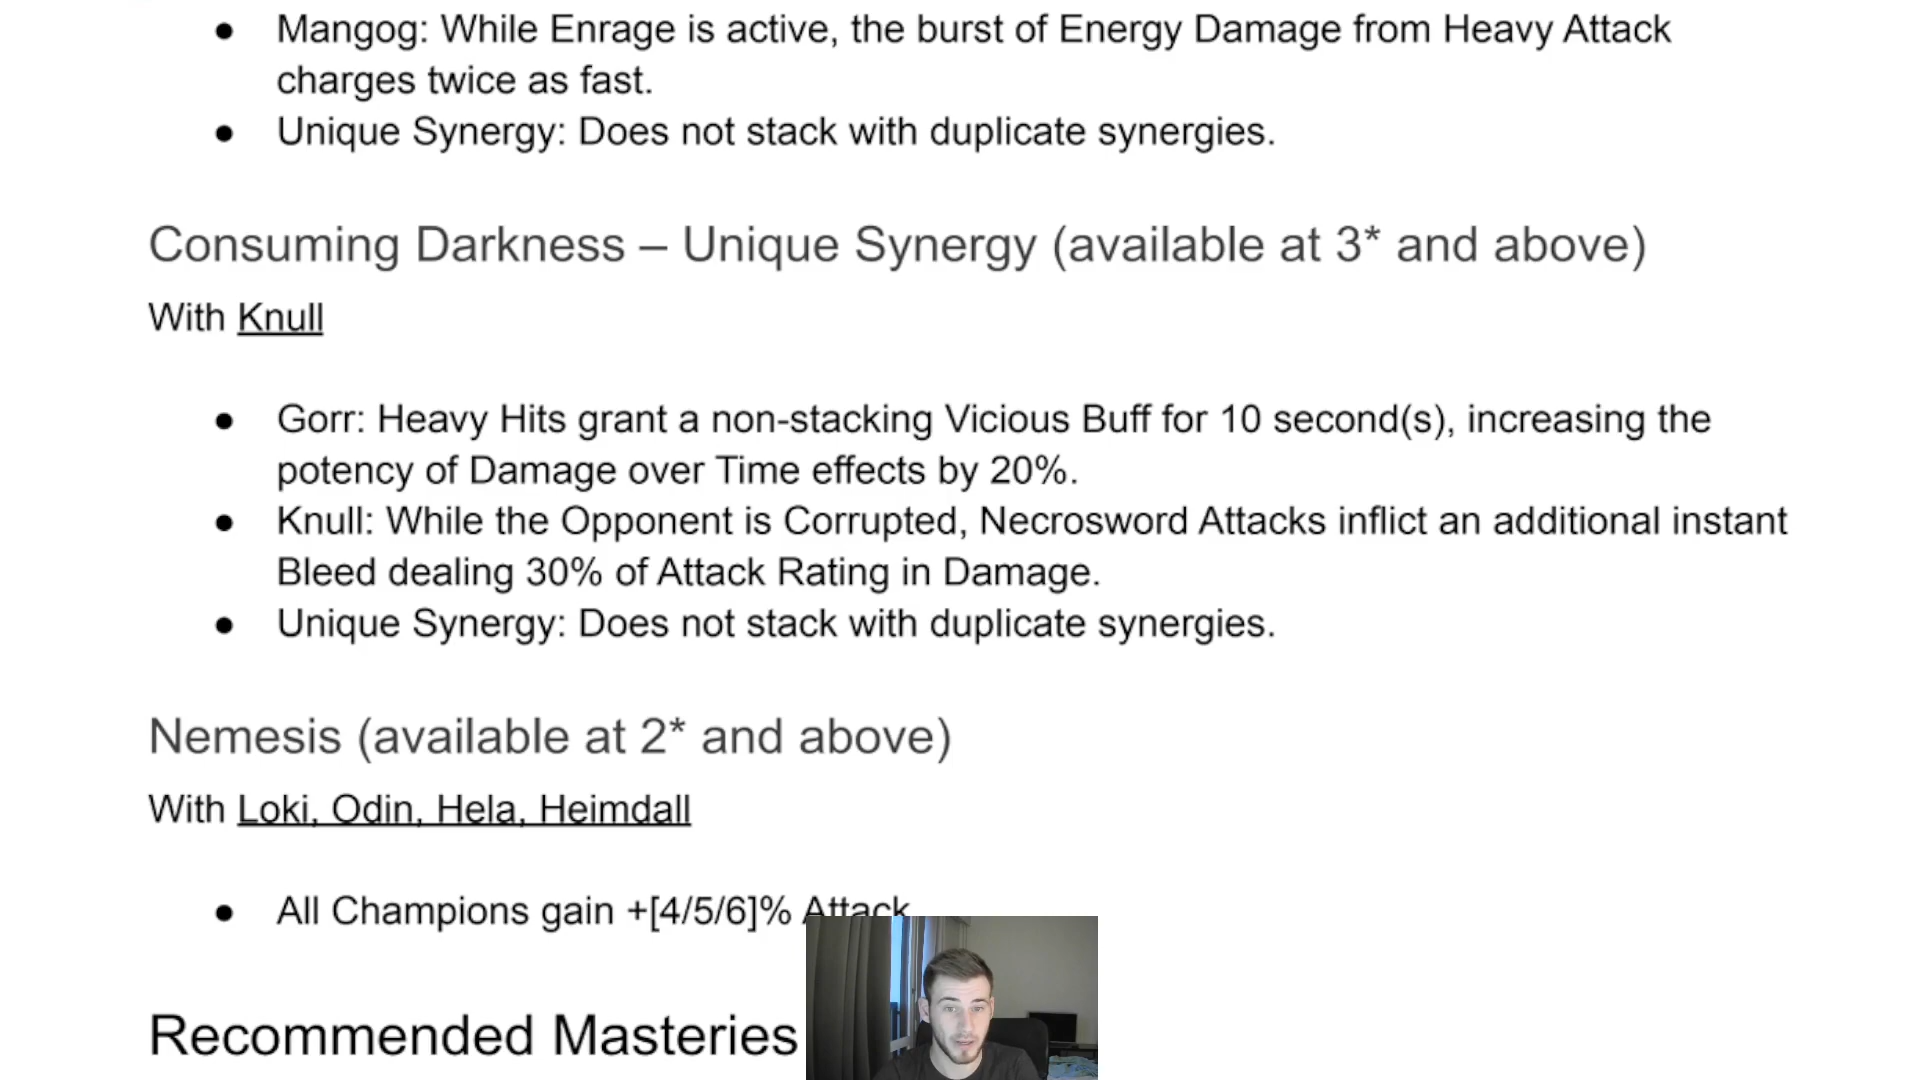 ● Mangog: While Enrage is active, the burst of Energy Damage from Heavy Attack
charges twice as fast.
● Unique Synergy: Does not stack with duplicate synergies.
Consuming Darkness – Unique Synergy (available at 3* and above)
With Knull
● Gorr: Heavy Hits grant a non-stacking Vicious Buff for 10 second(s), increasing the
potency of Damage over Time effects by 20%.
● Knull: While the Opponent is Corrupted, Necrosword Attacks inflict an additional instant
Bleed dealing 30% of Attack Rating in Damage.
● Unique Synergy: Does not stack with duplicate synergies.
Nemesis (available at 2* and above)
With Loki, Odin, Hela, Heimdall
● All Champions gain +[4/5/6]% Attack
Recommended Masteries